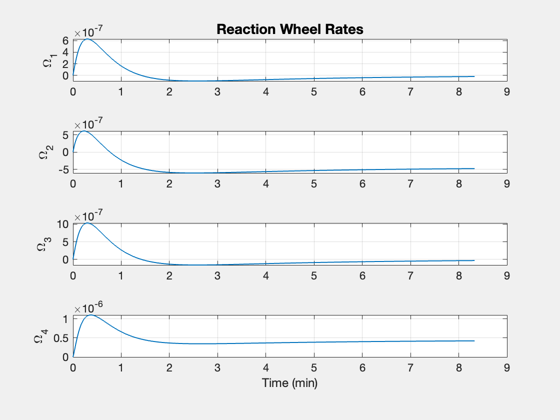 Reaction Wheel Rates
×10⁻⁷
6
4
2
0
Ω₁
0 1 2 3 4 5 6 7 8 9
×10⁻⁷
5
0
-5
Ω₂
0 1 2 3 4 5 6 7 8 9
×10⁻⁷
10
5
0
Ω₃
0 1 2 3 4 5 6 7 8 9
×10⁻⁶
1
0.5
0
Ω₄
0 1 2 3 4 5 6 7 8 9
Time (min)